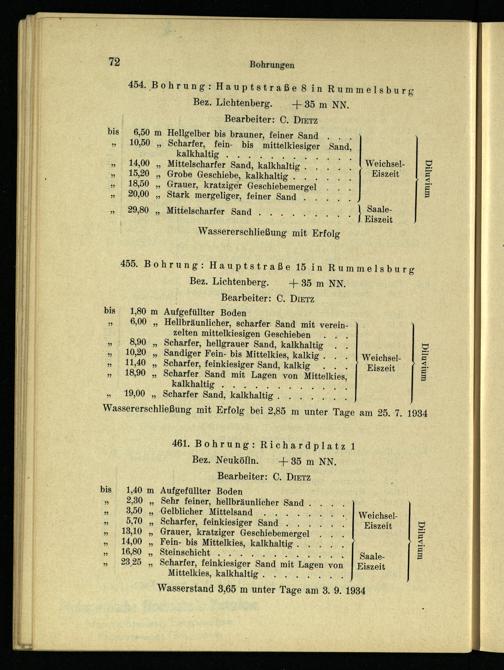 72
Bohrungen
454. Bohrung: Hauptstraße 8 in Rummelsburg
Bez. Lichtenberg. +35 m NN.
Bearbeiter: C. DIETZ
bis 6,50 m Hellgelber bis brauner, feiner Sand . . .
„ 10,50 „ Scharfer, fein- bis mittelkiesiger Sand,
kalkhaltig . . . . . . . . . . . .
„ 14,00 „ Mittelscharfer Sand, kalkhaltig . . . . . Weichsel-
„ 15,20 „ Grobe Geschiebe, kalkhaltig . . . . . . Eiszeit
„ 18,50 „ Grauer, kratziger Geschiebemergel . . .
„ 20,00 „ Stark mergeliger, feiner Sand . . . . .
„ 29,80 „ Mittelscharfer Sand . . . . . . . . . Saale-
Eiszeit
Diluvium
Wassererschließung mit Erfolg
455. Bohrung: Hauptstraße 15 in Rummelsburg
Bez. Lichtenberg. +35 m NN.
Bearbeiter: C. DIETZ
bis 1,80 m Aufgefüllter Boden
„ 6,00 „ Hellbräunlicher, scharfer Sand mit verein-
zelten mittelkiesigen Geschieben . . .
„ 8,90 „ Scharfer, hellgrauer Sand, kalkhaltig . .
„ 10,20 „ Sandiger Fein- bis Mittelkies, kalkig . . . Weichsel-
„ 11,40 „ Scharfer, feinkiesiger Sand, kalkig . . . Eiszeit
„ 18,90 „ Scharfer Sand mit Lagen von Mittelkies,
kalkhaltig . . . . . . . . . . . .
„ 19,00 „ Scharfer Sand, kalkhaltig . . . . . . .
Diluvium
Wassererschließung mit Erfolg bei 2,85 m unter Tage am 25. 7. 1934
461. Bohrung: Richardplatz 1
Bez. Neukölln. +35 m NN.
Bearbeiter: C. DIETZ
bis 1,40 m Aufgefüllter Boden
„ 2,30 „ Sehr feiner, hellbräunlicher Sand . . . .
„ 3,50 „ Gelblicher Mittelsand . . . . . . . . Weichsel-
„ 5,70 „ Scharfer, feinkiesiger Sand . . . . . . Eiszeit
„ 13,10 „ Grauer, kratziger Geschiebemergel . . . .
„ 14,00 „ Fein- bis Mittelkies, kalkhaltig . . . . .
„ 16,80 „ Steinschicht . . . . . . . . . . . . Saale-
„ 23,25 „ Scharfer, feinkiesiger Sand mit Lagen von Eiszeit
Mittelkies, kalkhaltig . . . . . . . .
Diluvium
Wasserstand 3,65 m unter Tage am 3. 9. 1934